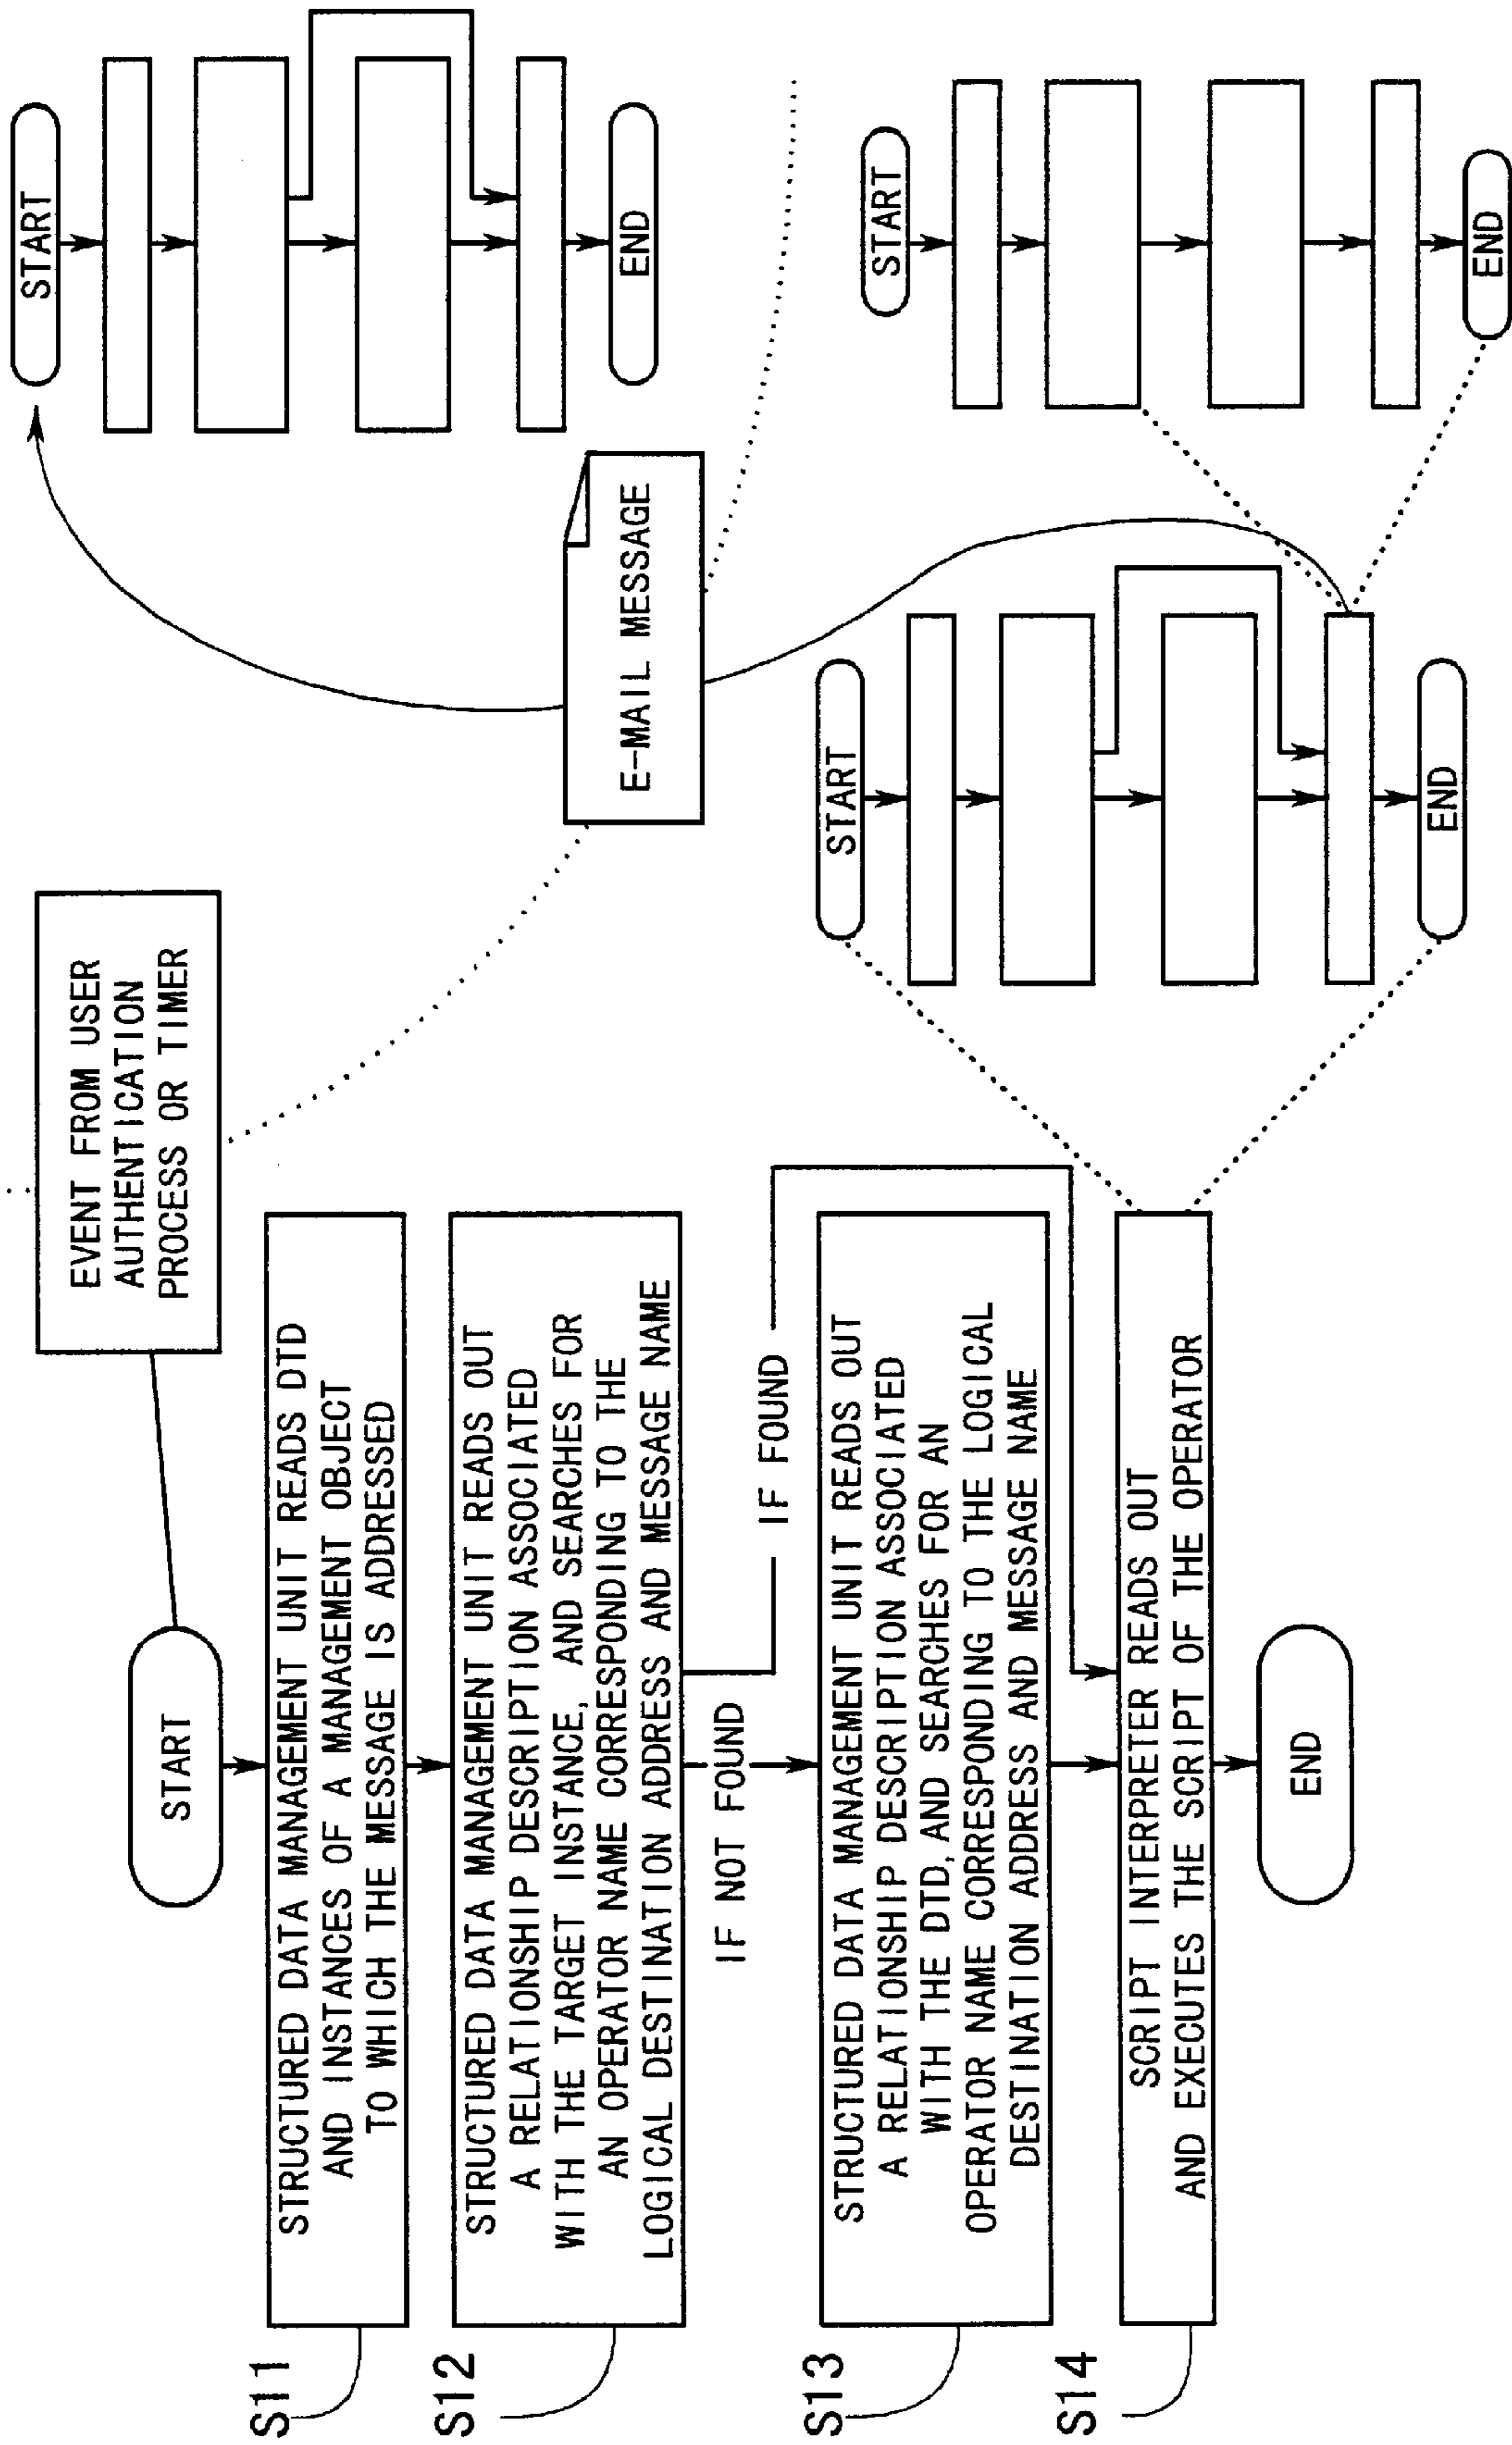 START
EVENT FROM USER
AUTHENTICATION
PROCESS OR TIMER
S11
STRUCTURED DATA MANAGEMENT UNIT READS DTD
AND INSTANCES OF A MANAGEMENT OBJECT
TO WHICH THE MESSAGE IS ADDRESSED
S12
STRUCTURED DATA MANAGEMENT UNIT READS OUT
A RELATIONSHIP DESCRIPTION ASSOCIATED
WITH THE TARGET INSTANCE, AND SEARCHES FOR
AN OPERATOR NAME CORRESPONDING TO THE
LOGICAL DESTINATION ADDRESS AND MESSAGE NAME
IF NOT FOUND
IF FOUND
S13
STRUCTURED DATA MANAGEMENT UNIT READS OUT
A RELATIONSHIP DESCRIPTION ASSOCIATED
WITH THE DTD, AND SEARCHES FOR AN
OPERATOR NAME CORRESPONDING TO THE LOGICAL
DESTINATION ADDRESS AND MESSAGE NAME
S14
SCRIPT INTERPRETER READS OUT
AND EXECUTES THE SCRIPT OF THE OPERATOR
END
START
END
E-MAIL MESSAGE
START
END
START
END